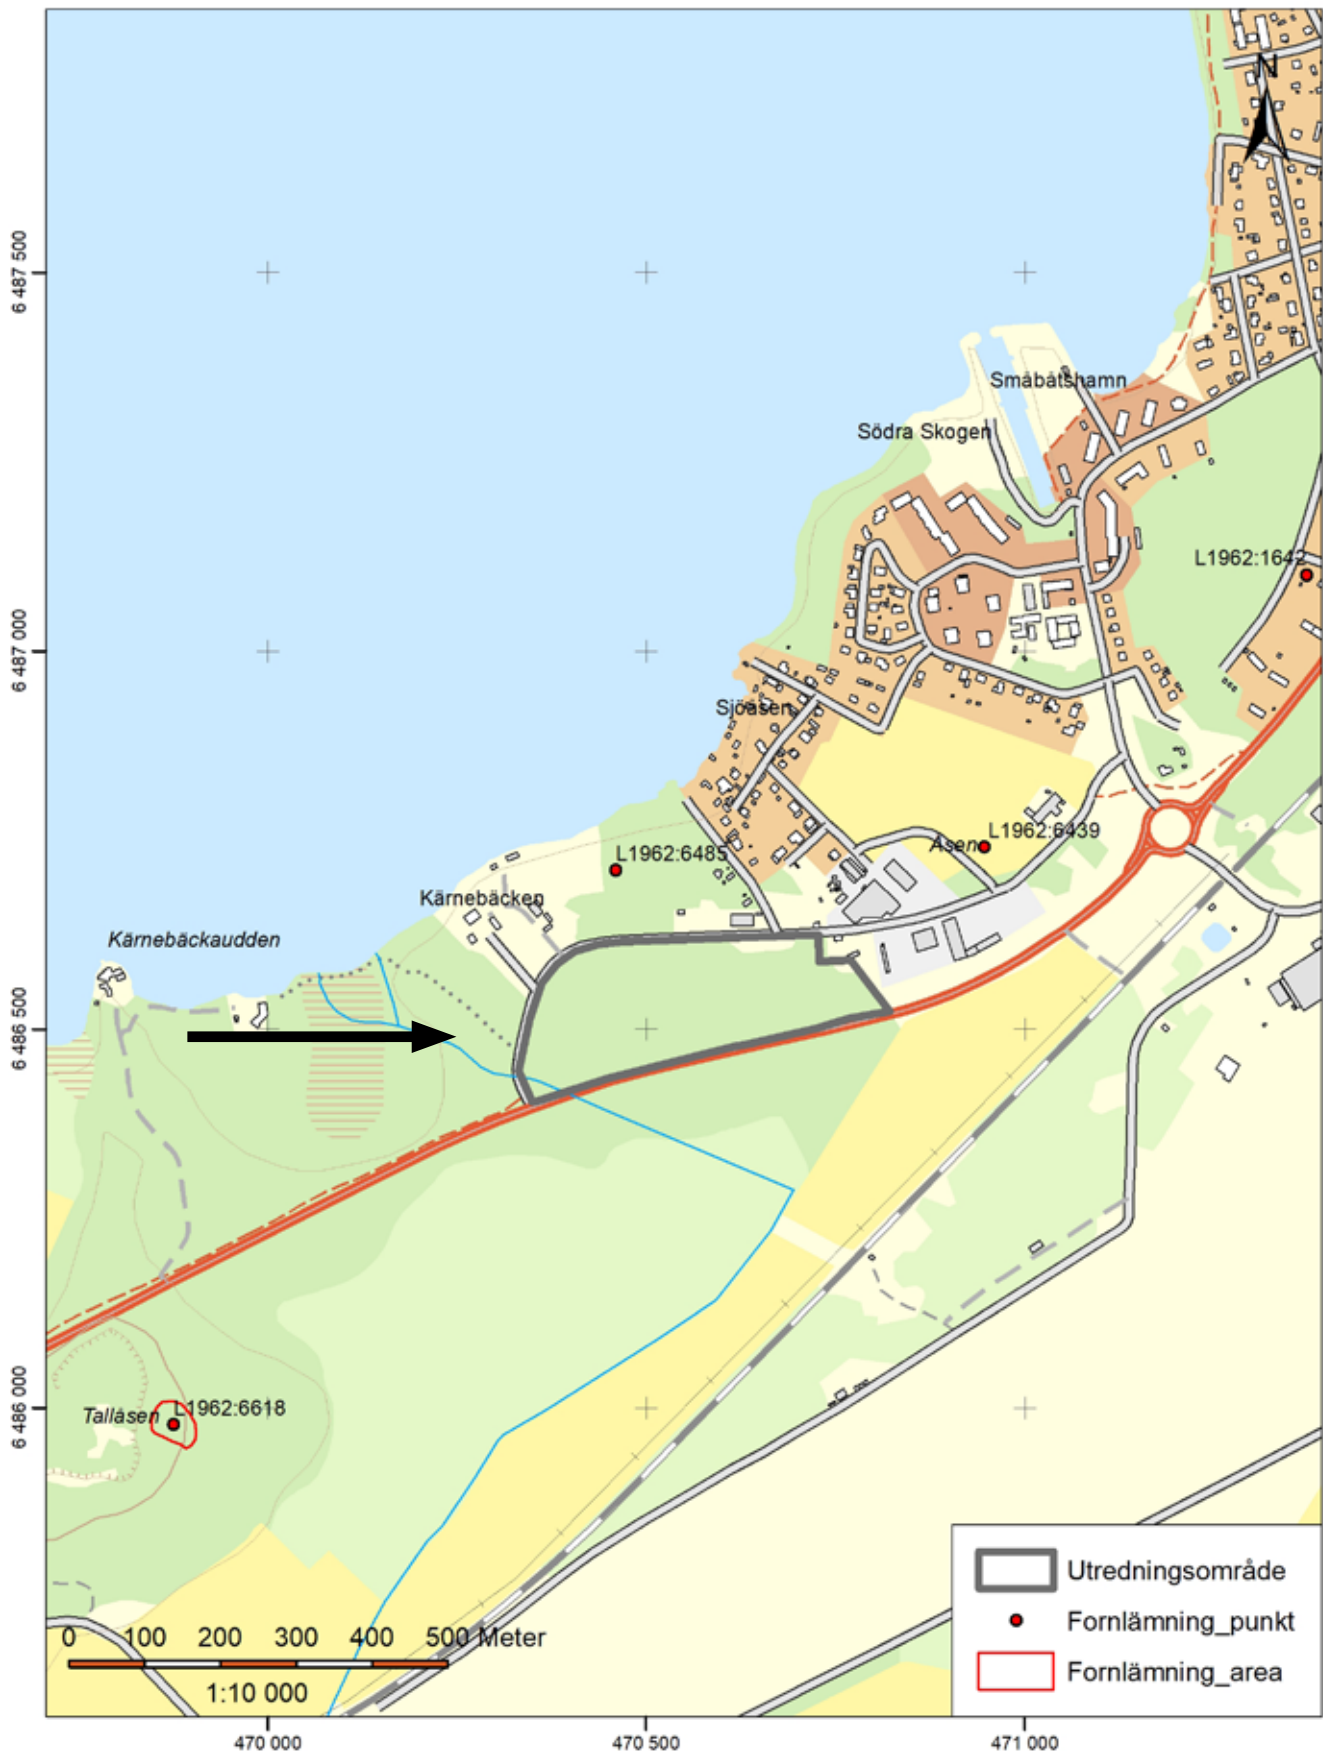 N
6 487 500
Småbåtshamn
Södra Skogen
L1962:1642
6 487 000
Sjöåsen
L1962:6439
Åsen
L1962:6485
Kärnebäcken
Kärnebäckaudden
6 486 500
6 486 000
L1962:6618
Tallåsen
Utredningsområde
Fornlämning_punkt
Fornlämning_area
0 100 200 300 400 500 Meter
1:10 000
470 000 470 500 471 000